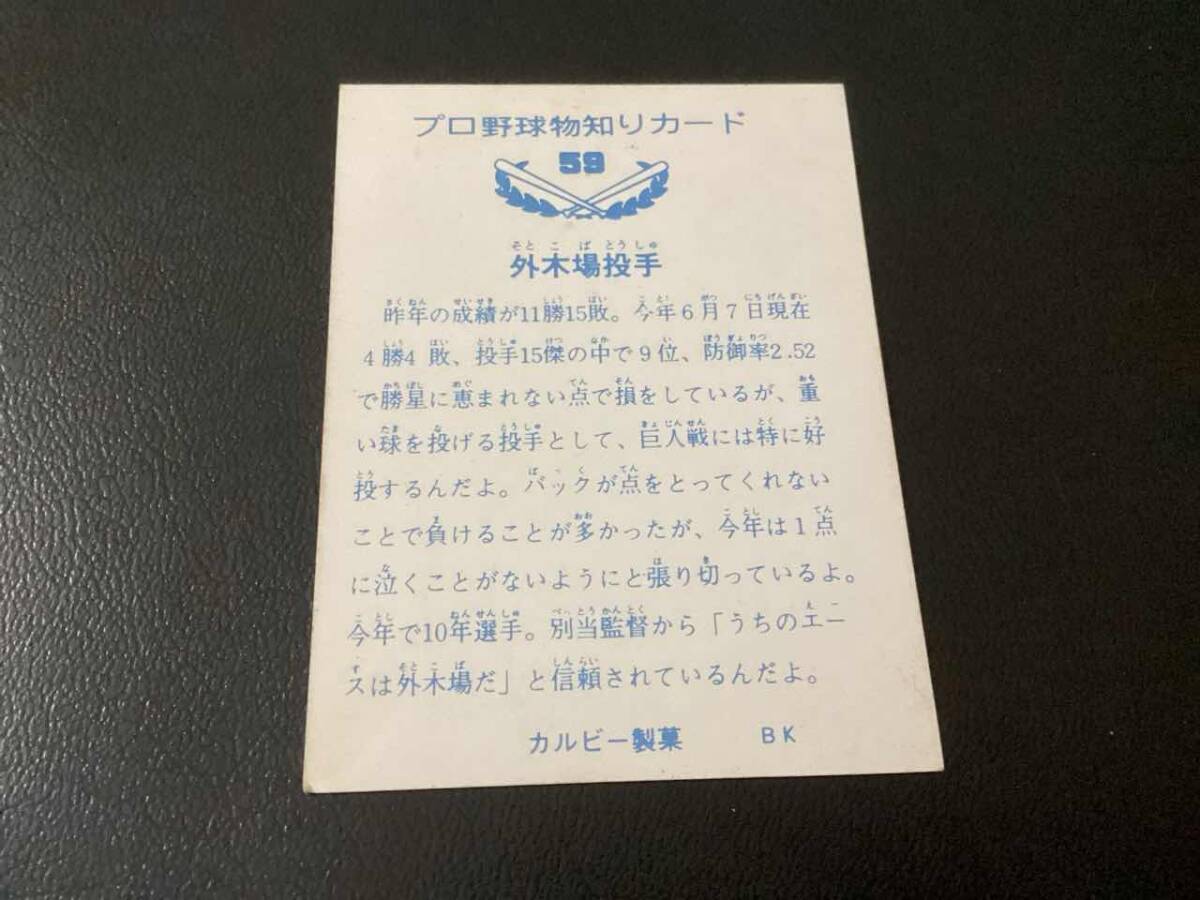 プロ野球物知りカード
59
外木場投手
昨年の成績が11勝15敗。今年6月7日現在
4勝4敗、投手15傑の中で9位、防御率2.52
で勝星に恵まれない点で損をしているが、重
い球を投げる投手として、巨人戦には特に好
投するんだよ。バックが点をとってくれない
ことで負けることが多かったが、今年は1点
に泣くことがないようにと張り切っているよ。
今年で10年選手。別当監督から「うちのエー
スは外木場だ」と信頼されているんだよ。
カルビー製菓 BK